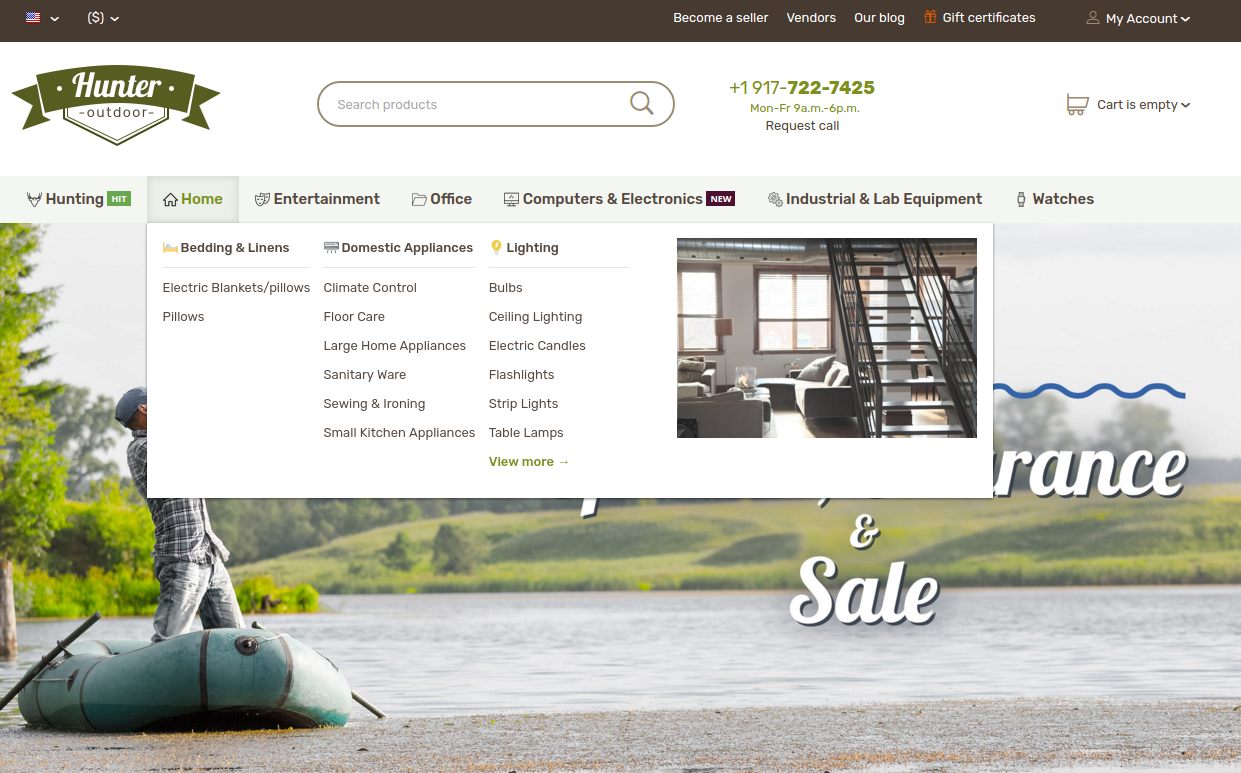 ($)
Become a seller
Vendors
Our blog
Gift certificates
My Account
Hunter
-outdoor-
Search products
+1 917-722-7425
Mon-Fr 9a.m.-6p.m.
Request call
Cart is empty
Hunting HIT
Home
Entertainment
Office
Computers & Electronics NEW
Industrial & Lab Equipment
Watches
Bedding & Linens
Electric Blankets/pillows
Pillows
Domestic Appliances
Climate Control
Floor Care
Large Home Appliances
Sanitary Ware
Sewing & Ironing
Small Kitchen Appliances
Lighting
Bulbs
Ceiling Lighting
Electric Candles
Flashlights
Strip Lights
Table Lamps
View more →
&
Sale